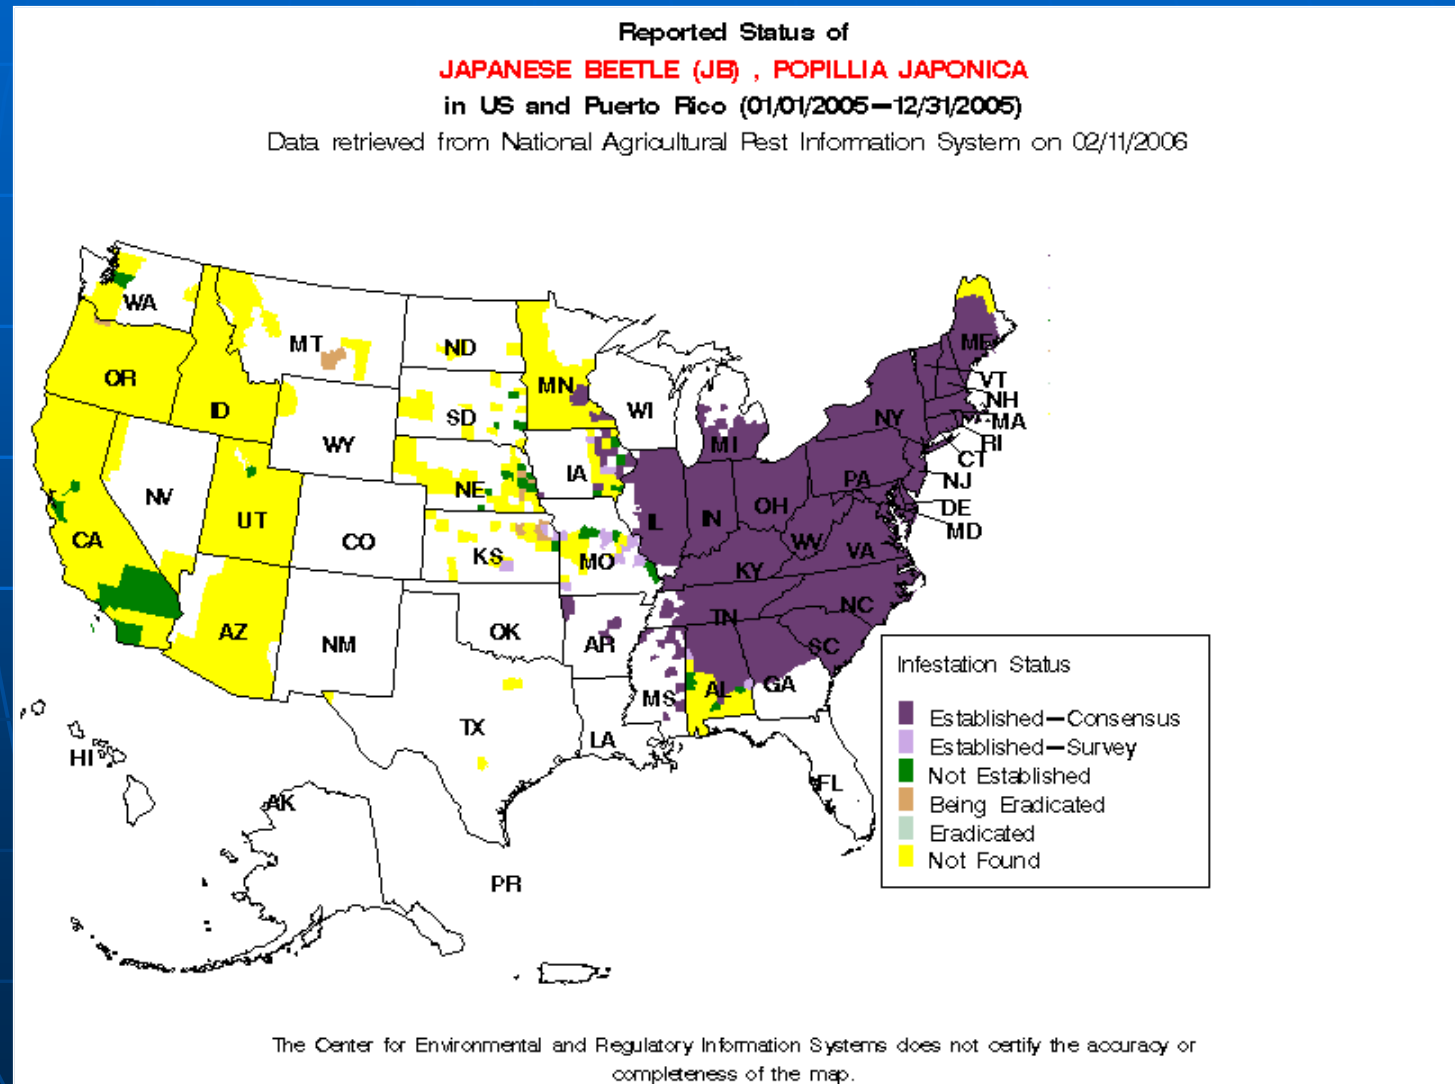 Reported Status of
JAPANESE BEETLE (JB) , POPILLIA JAPONICA
in US and Puerto Rico (01/01/2005—12/31/2005)
Data retrieved from National Agricultural Pest Information System on 02/11/2006
WA
MT
ND
MN
ME
OR
ID
SD
WI
VT
NH
NY
MA
WY
MI
RI
CT
IA
PA
NJ
NV
NE
OH
DE
UT
IL
IN
MD
CA
CO
WV
VA
KS
MO
KY
AZ
NM
OK
AR
TN
NC
SC
MS
AL
GA
TX
LA
HI
FL
AK
PR
Infestation Status
Established—Consensus
Established—Survey
Not Established
Being Eradicated
Eradicated
Not Found
The Center for Environmental and Regulatory Information Systems does not certify the accuracy or
completeness of the map.